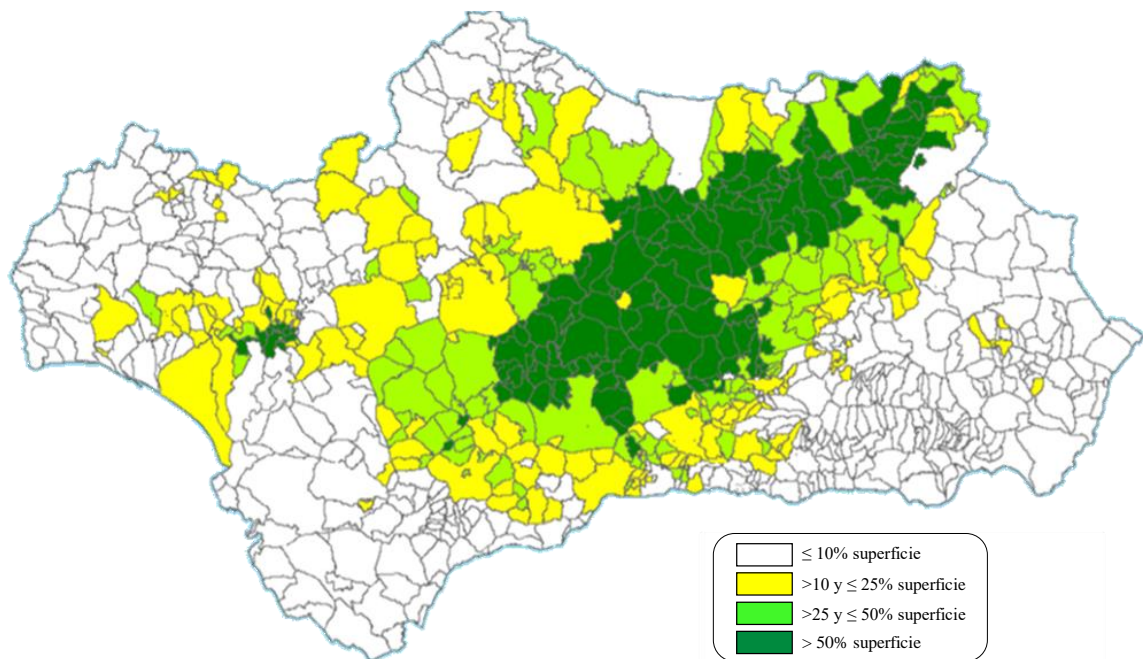 ≤ 10% superficie
>10 y ≤ 25% superficie
>25 y ≤ 50% superficie
> 50% superficie